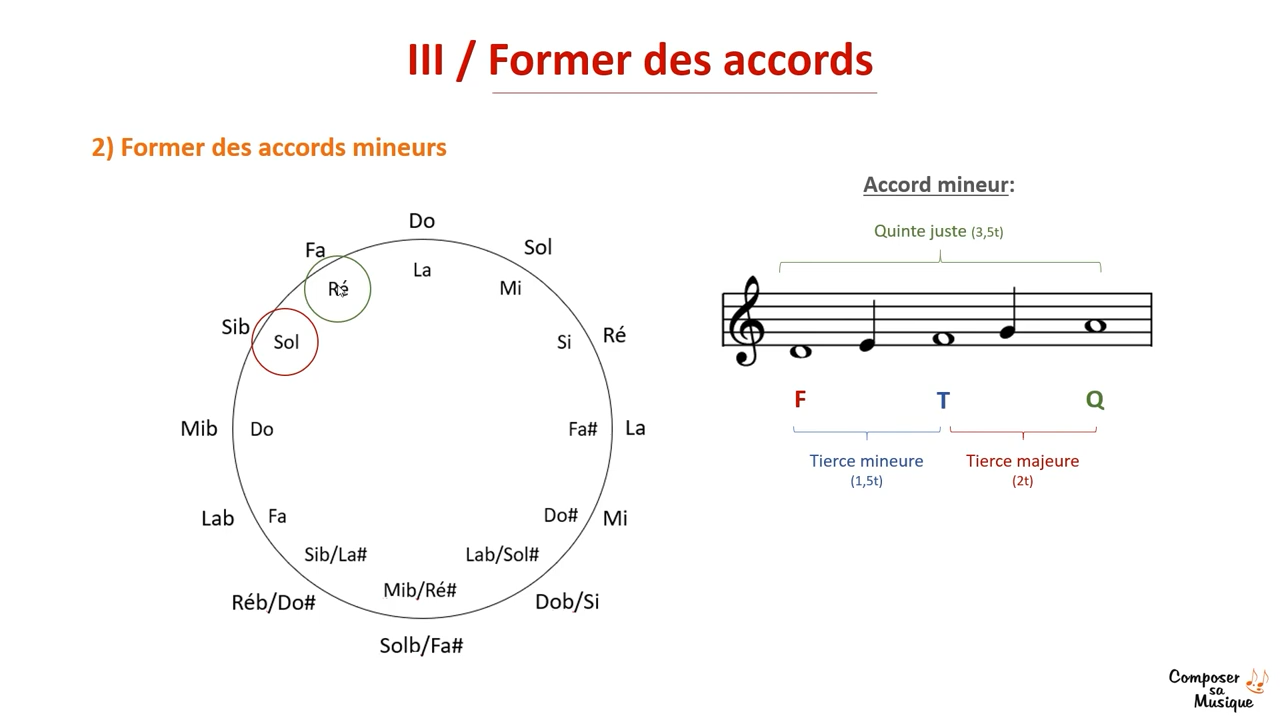 III / Former des accords
2) Former des accords mineurs
Accord mineur:
Quinte juste (3,5t)
Do
Fa
Sol
La
Ré
Mi
Sib
Sol
Si
Ré
Mib
Do
Fa#
La
Lab
Fa
Do#
Mi
Sib/La#
Lab/Sol#
Mib/Ré#
Réb/Do#
Dob/Si
Solb/Fa#
F
T
Q
Tierce mineure
(1,5t)
Tierce majeure
(2t)
Composer
sa
Musique